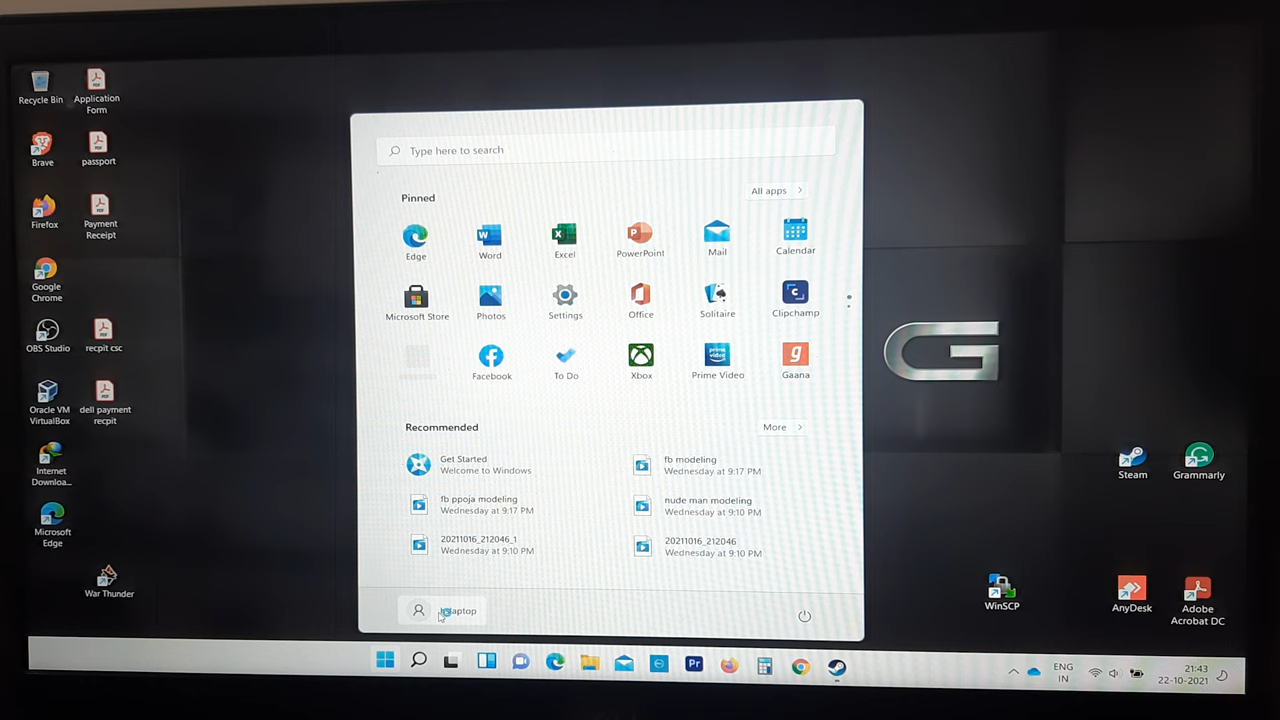 Recycle Bin
Application
Form
Brave
passport
Firefox
Payment
Receipt
Google
Chrome
OBS Studio
recpit csc
Oracle VM
VirtualBox
dell payment
recpit
Internet
Downloa...
Microsoft
Edge
War Thunder
Type here to search
Pinned
All apps
Edge
Word
Excel
PowerPoint
Mail
Calendar
Microsoft Store
Photos
Settings
Office
Solitaire
Clipchamp
Facebook
To Do
Xbox
Prime Video
Gaana
Recommended
More
Get Started
Welcome to Windows
fb modeling
Wednesday at 9:17 PM
fb ppoja modeling
Wednesday at 9:17 PM
nude man modeling
Wednesday at 9:10 PM
20211016_212046_1
Wednesday at 9:10 PM
20211016_212046
Wednesday at 9:10 PM
G
Steam
Grammarly
WinSCP
AnyDesk
Adobe
Acrobat DC
Pr
ENG
IN
21:43
22-10-2021